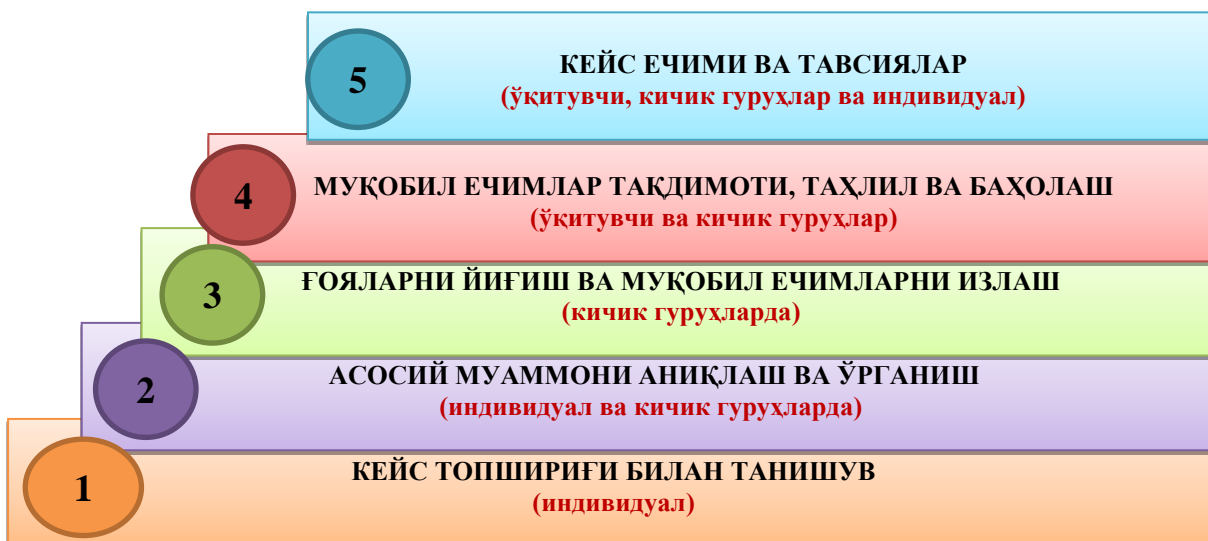 5
КЕЙС ЕЧИМИ ВА ТАВСИЯЛАР
(ўқитувчи, кичик гуруҳлар ва индивидуал)
4
МУҚОБИЛ ЕЧИМЛАР ТАҚДИМОТИ, ТАҲЛИЛ ВА БАҲОЛАШ
(ўқитувчи ва кичик гуруҳлар)
3
ҒОЯЛАРНИ ЙИҒИШ ВА МУҚОБИЛ ЕЧИМЛАРНИ ИЗЛАШ
(кичик гуруҳларда)
2
АСОСИЙ МУАММОНИ АНИҚЛАШ ВА ЎРГАНИШ
(индивидуал ва кичик гуруҳларда)
1
КЕЙС ТОПШИРИҒИ БИЛАН ТАНИШУВ
(индивидуал)